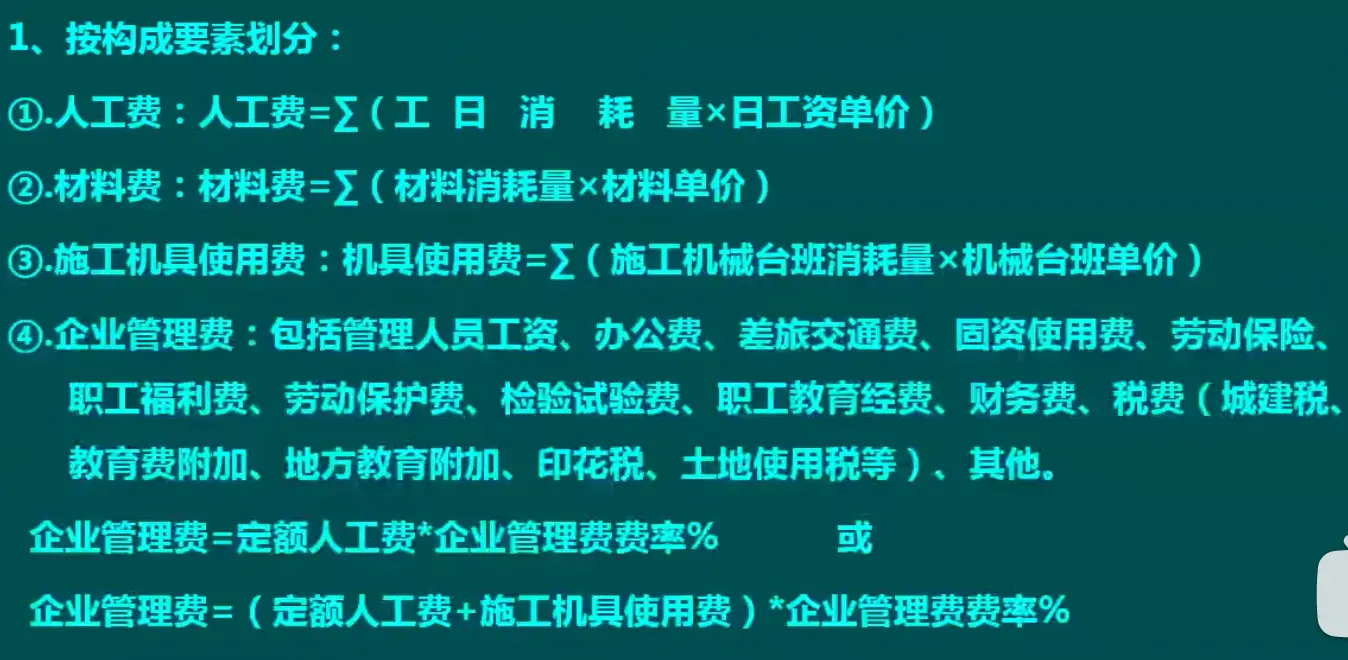 1、按构成要素划分：
①.人工费：人工费=∑（工 日 消 耗 量×日工资单价）
②.材料费：材料费=∑（材料消耗量×材料单价）
③.施工机具使用费：机具使用费=∑（施工机械台班消耗量×机械台班单价）
④.企业管理费：包括管理人员工资、办公费、差旅交通费、固资使用费、劳动保险、
职工福利费、劳动保护费、检验试验费、职工教育经费、财务费、税费（城建税、
教育费附加、地方教育附加、印花税、土地使用税等）、其他。
企业管理费=定额人工费*企业管理费费率% 或
企业管理费=（定额人工费+施工机具使用费）*企业管理费费率%